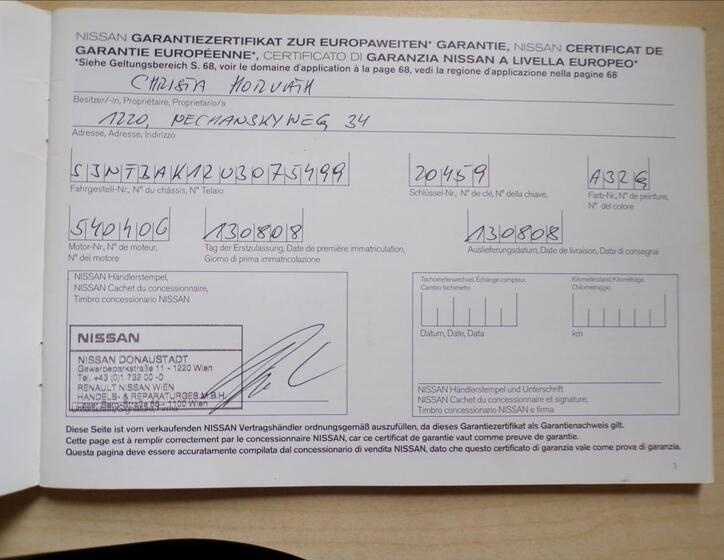 NISSAN GARANTIEZERTIFIKAT ZUR EUROPAWEITEN* GARANTIE, NISSAN CERTIFICAT DE
GARANTIE EUROPÉENNE*, CERTIFICATO DI GARANZIA NISSAN A LIVELLA EUROPEO*
*Siehe Geltungsbereich S. 68, voir le domaine d'application à la page 68, vedi la regione d'applicazione nella pagine 68
CHRISTA HORVATH
Besitzer/-in, Propriétaire, Proprietario/a
1220, NECHANSKYWEG 34
Adresse, Adresse, Indirizzo
SJNTBAK12U3075499 20459 A32G
Fahrgestell-Nr., N° du châssis, N° Telaio
Schlüssel-Nr., N° de clé, N° della chiave,
Farb-Nr., N° de peinture,
N° del colore
540406 130808 130808
Motor-Nr., N° de moteur,
N° del motore
Tag der Erstzulassung, Date de première immatriculation,
Giorno di prima immatricolazione
Auslieferungsdatum, Date de livraison, Data di consegna
NISSAN Händlerstempel,
NISSAN Cachet du concessionnaire,
Timbro concessionario NISSAN
NISSAN
NISSAN DONAUSTADT
Gewerbeparkstraße 11 - 1220 Wien
Tel. +43 (0)1 732 00 -0
RENAULT NISSAN WIEN
HANDELS- & REPARATURGES.M.B.H.
1100 Wien
Tachometerwechsel, Échange compteur,
Cambio tachimetro
Kilometerstand, Kilométrage,
Chilometraggio
Datum, Date, Data
km
NISSAN Händlerstempel und Unterschrift
NISSAN Cachet du concessionnaire et signature,
Timbro concessionario NISSAN e firma
Diese Seite ist vom verkaufenden NISSAN Vertragshändler ordnungsgemäß auszufüllen, da dieses Garantiezertifikat als Garantienachweis gilt.
Cette page est à remplir correctement par le concessionnaire NISSAN, car ce certificat de garantie vaut comme preuve de garantie.
Questa pagina deve essere accuratamente compilata dal concessionario di vendita NISSAN, dato che questo certificato di garanzia vale come prova di garanzia.
1